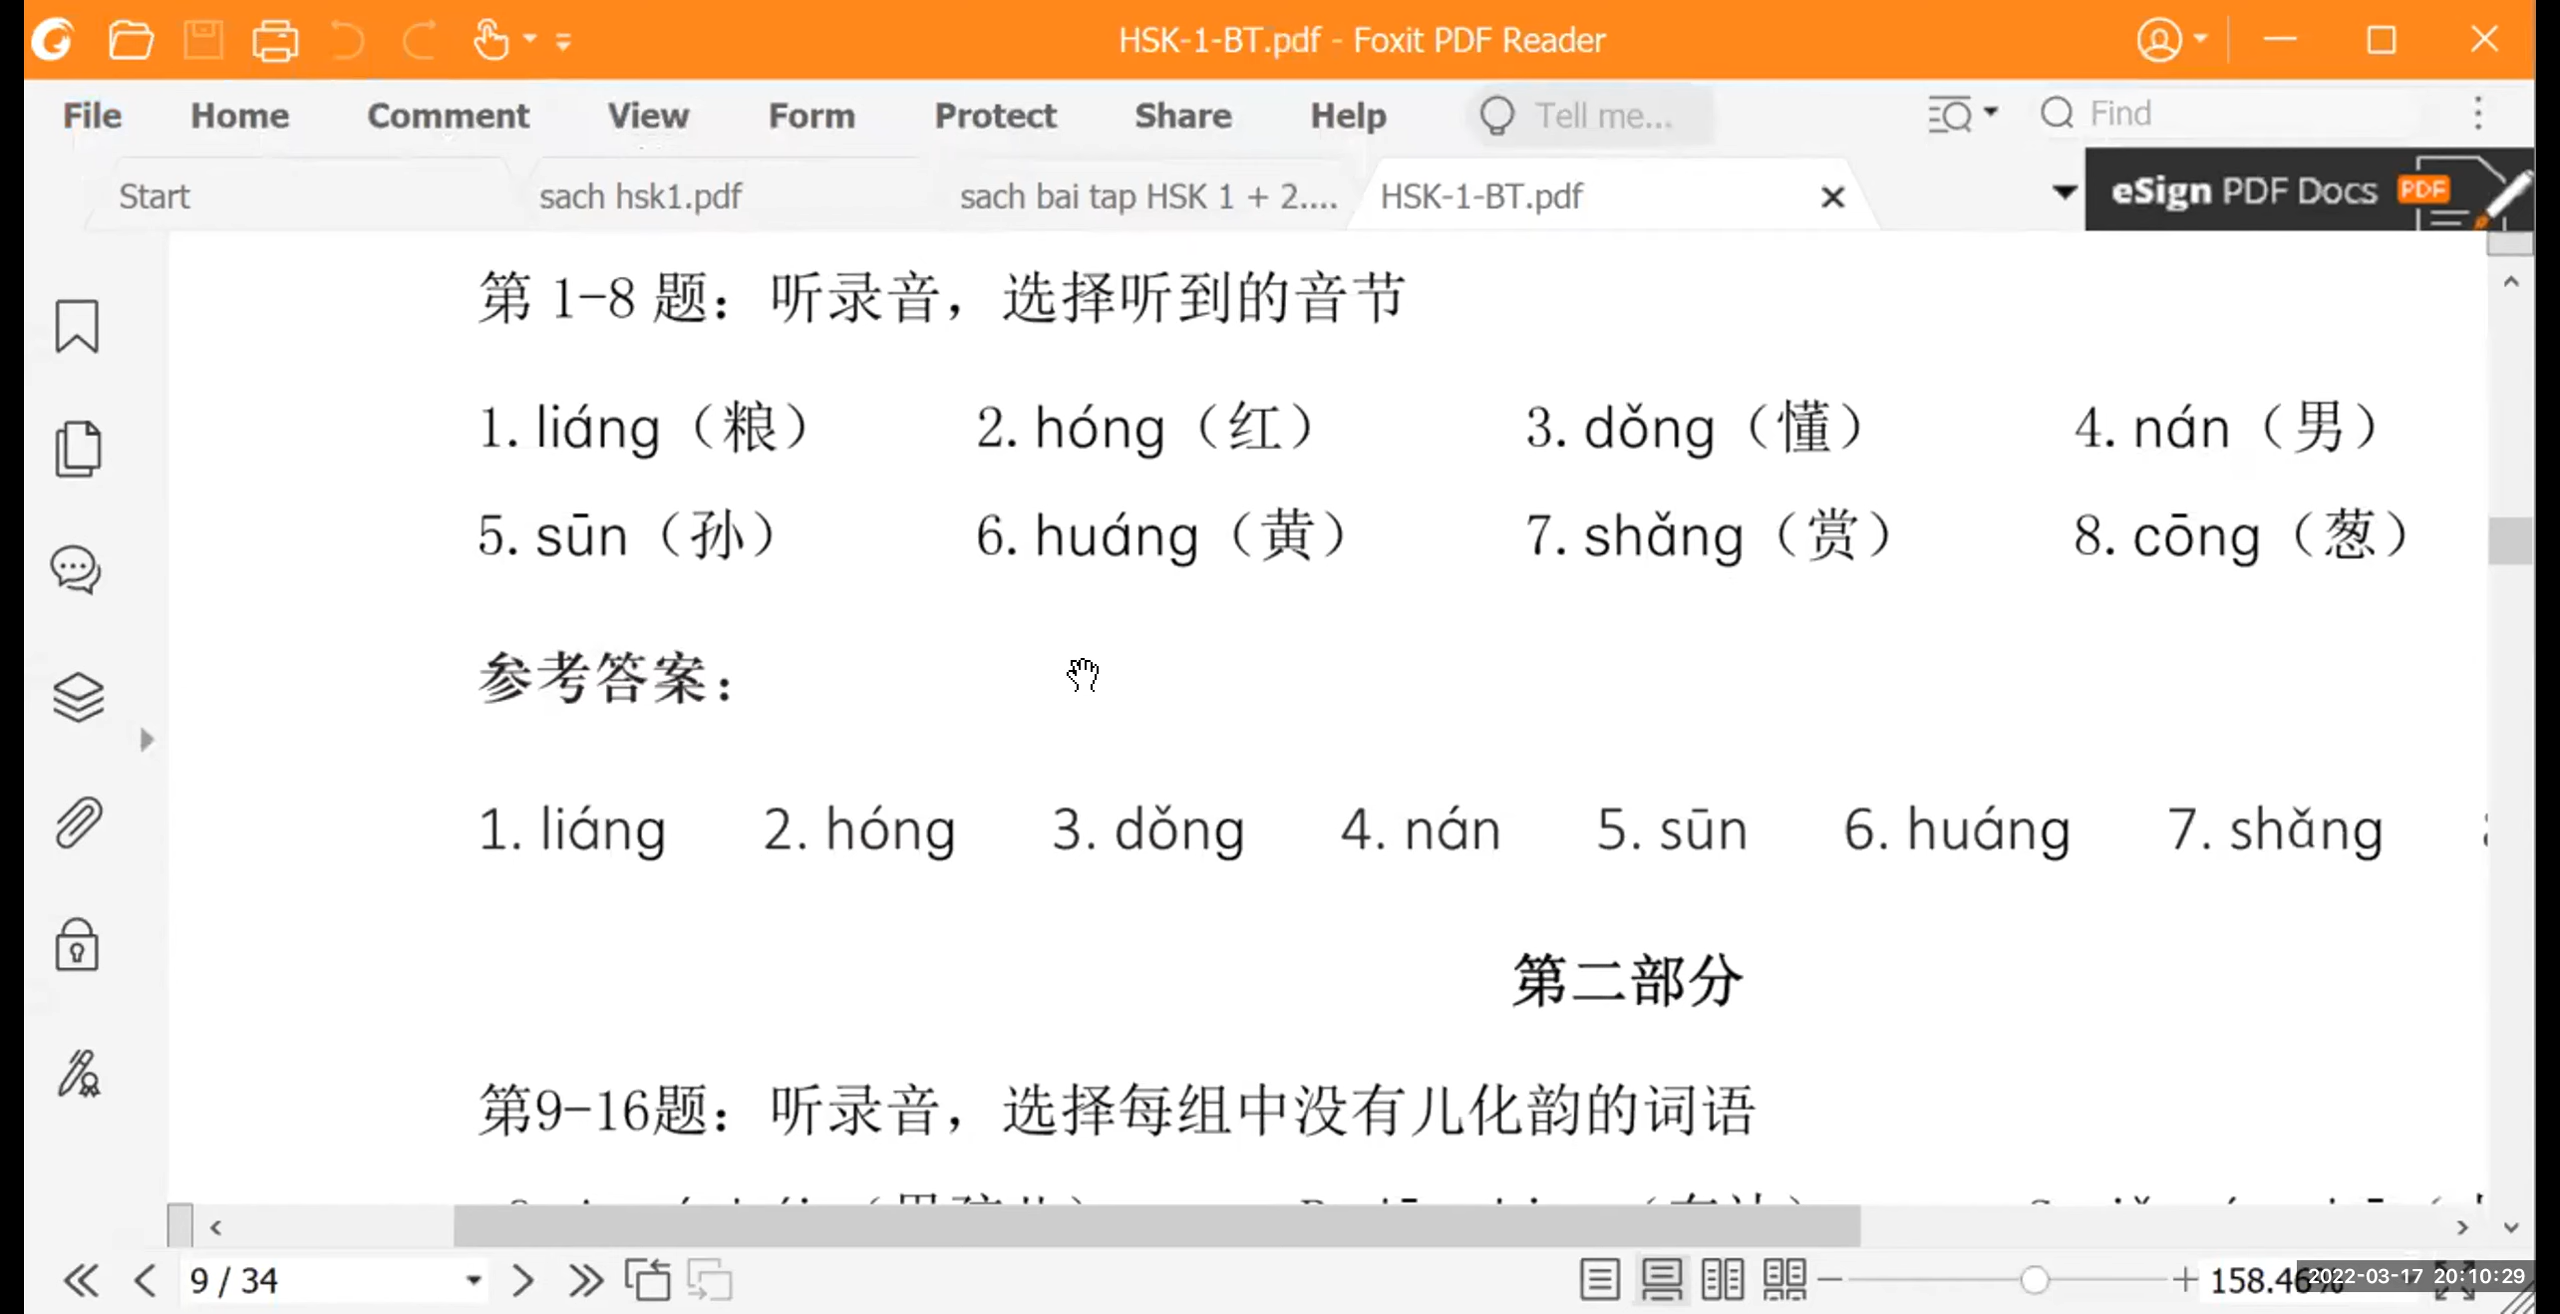 HSK-1-BT.pdf - Foxit PDF Reader
File Home Comment View Form Protect Share Help Tell me... Find
Start sach hsk1.pdf sach bai tap HSK 1 + 2.... HSK-1-BT.pdf eSign PDF Docs PDF
第 1-8 题：听录音，选择听到的音节
1. liáng（粮） 2. hóng（红） 3. dǒng（懂） 4. nán（男）
5. sūn（孙） 6. huáng（黄） 7. shǎng（赏） 8. cōng（葱）
参考答案：
1. liáng 2. hóng 3. dǒng 4. nán 5. sūn 6. huáng 7. shǎng
第二部分
第9-16题：听录音，选择每组中没有儿化韵的词语
9 / 34 158.46% 2022-03-17 20:10:29